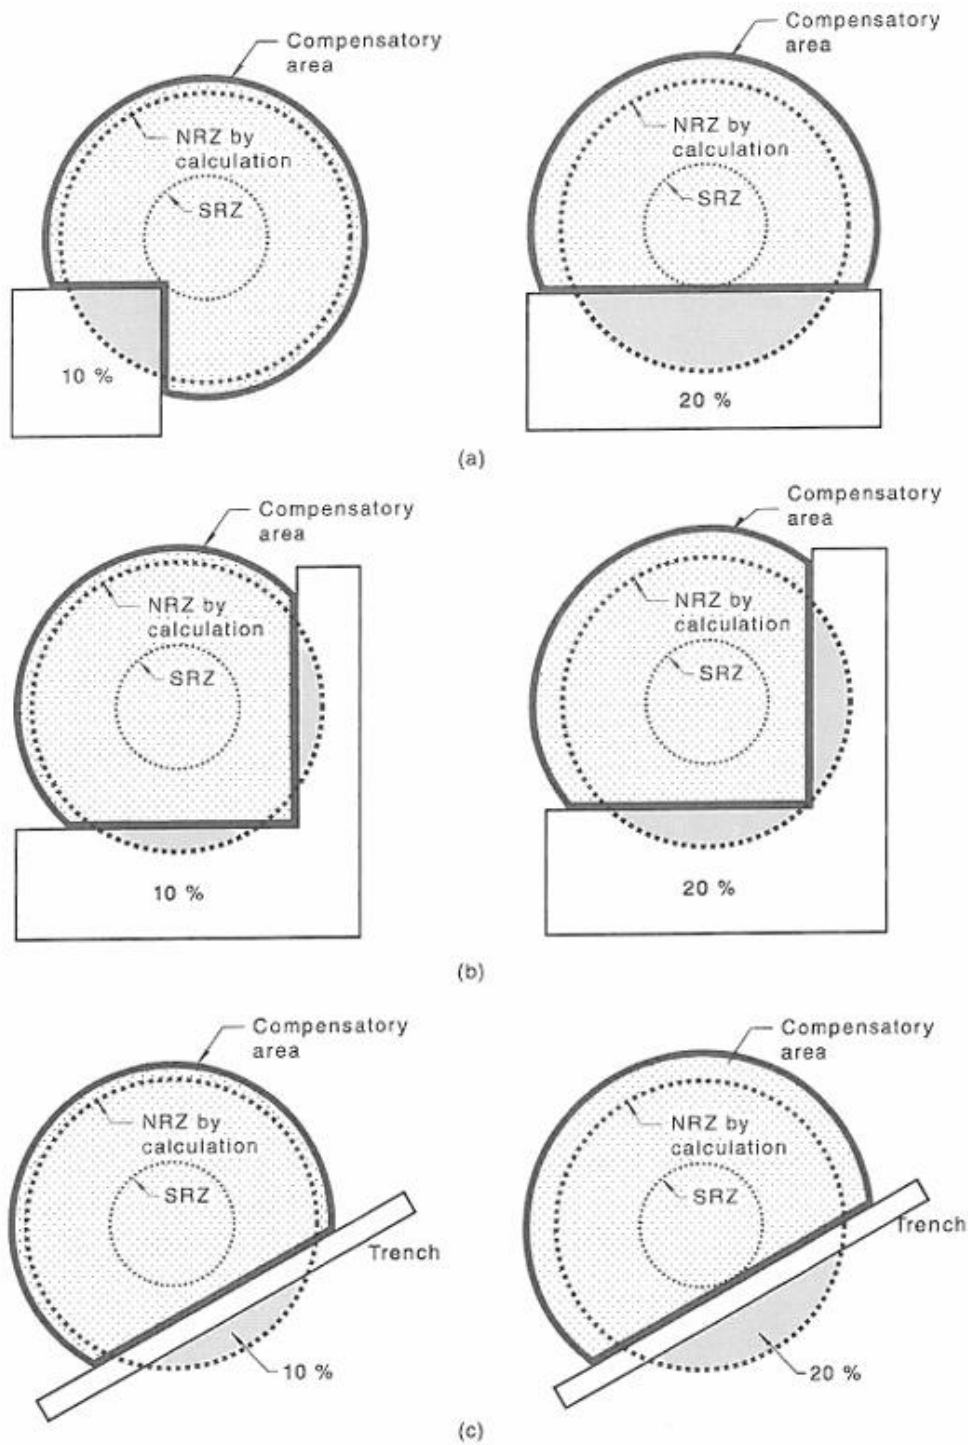 Compensatory
area
NRZ by
calculation
SRZ
10 %
Compensatory
area
NRZ by
calculation
SRZ
20 %
(a)
Compensatory
area
NRZ by
calculation
SRZ
10 %
Compensatory
area
NRZ by
calculation
SRZ
20 %
(b)
Compensatory
area
NRZ by
calculation
SRZ
Trench
10 %
Compensatory
area
NRZ by
calculation
SRZ
Trench
20 %
(c)